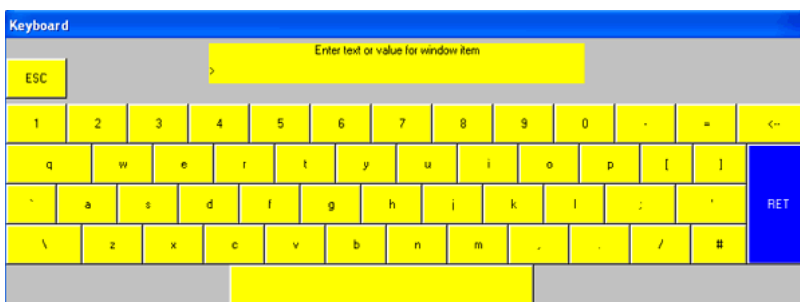 Keyboard
Enter text or value for window item
>
ESC
1 2 3 4 5 6 7 8 9 0 - = <--
q w e r t y u i o p [ ]
` a s d f g h j k l ; ' RET
\ z x c v b n m , . / #